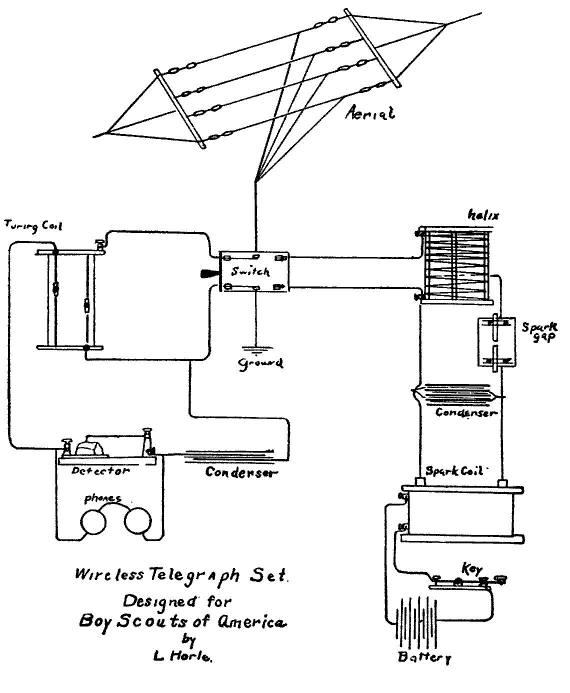 Aerial
helix
Tuning Coil
Switch
Spark
gap
Ground
Condenser
Spark Coil
Detector
Condenser
phones
Key
Wireless Telegraph Set.
Designed for
Boy Scouts of America
by
L Horle.
Battery